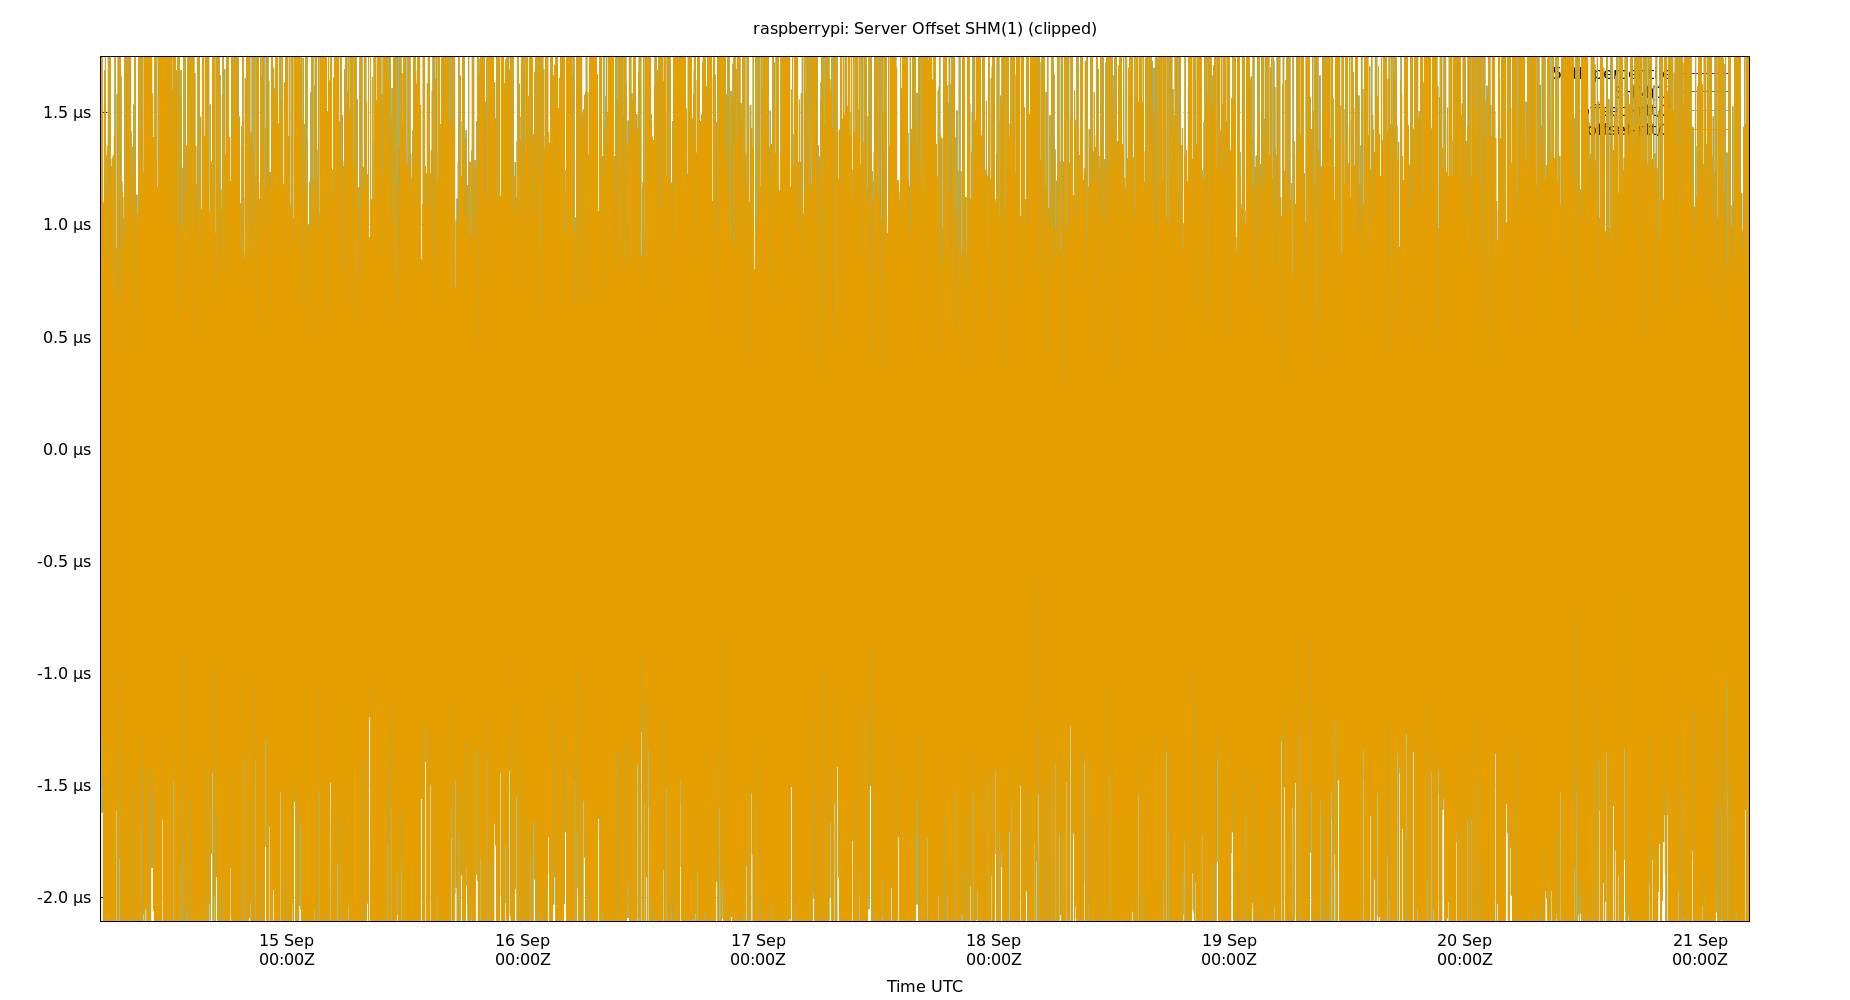 raspberrypi: Server Offset SHM(1) (clipped)
1.5 µs
1.0 µs
0.5 µs
0.0 µs
-0.5 µs
-1.0 µs
-1.5 µs
-2.0 µs
15 Sep 16 Sep 17 Sep 18 Sep 19 Sep 20 Sep 21 Sep
00:00Z 00:00Z 00:00Z 00:00Z 00:00Z 00:00Z 00:00Z
Time UTC